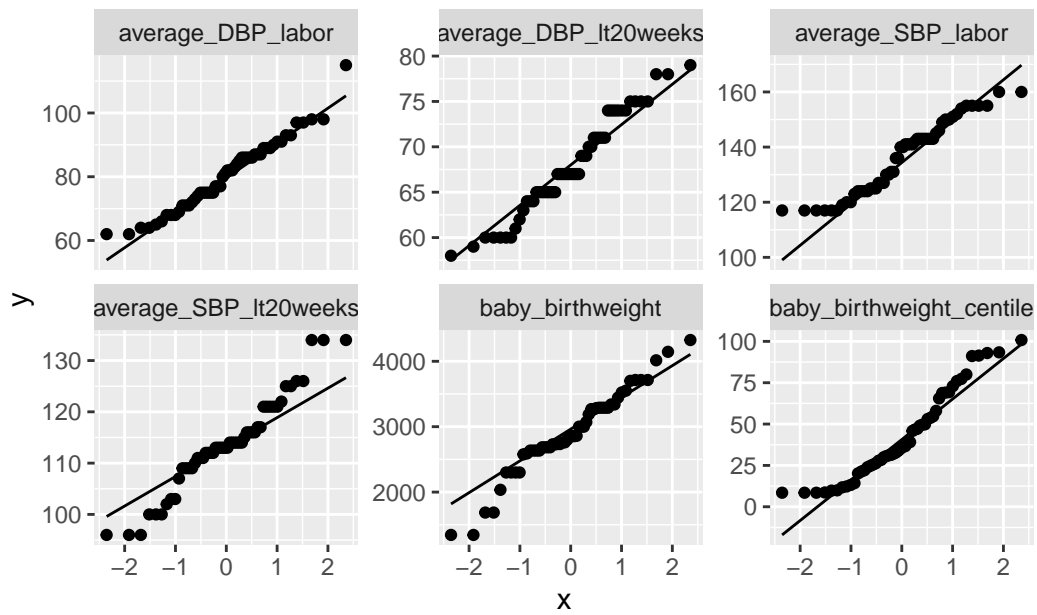 average_DBP_labor
average_DBP_lt20weeks
average_SBP_labor
100
80
60
80
75
70
65
60
160
140
120
100
average_SBP_lt20weeks
baby_birthweight
baby_birthweight_centile
130
120
110
100
4000
3000
2000
100
75
50
25
0
−2 −1 0 1 2
−2 −1 0 1 2
−2 −1 0 1 2
y
x